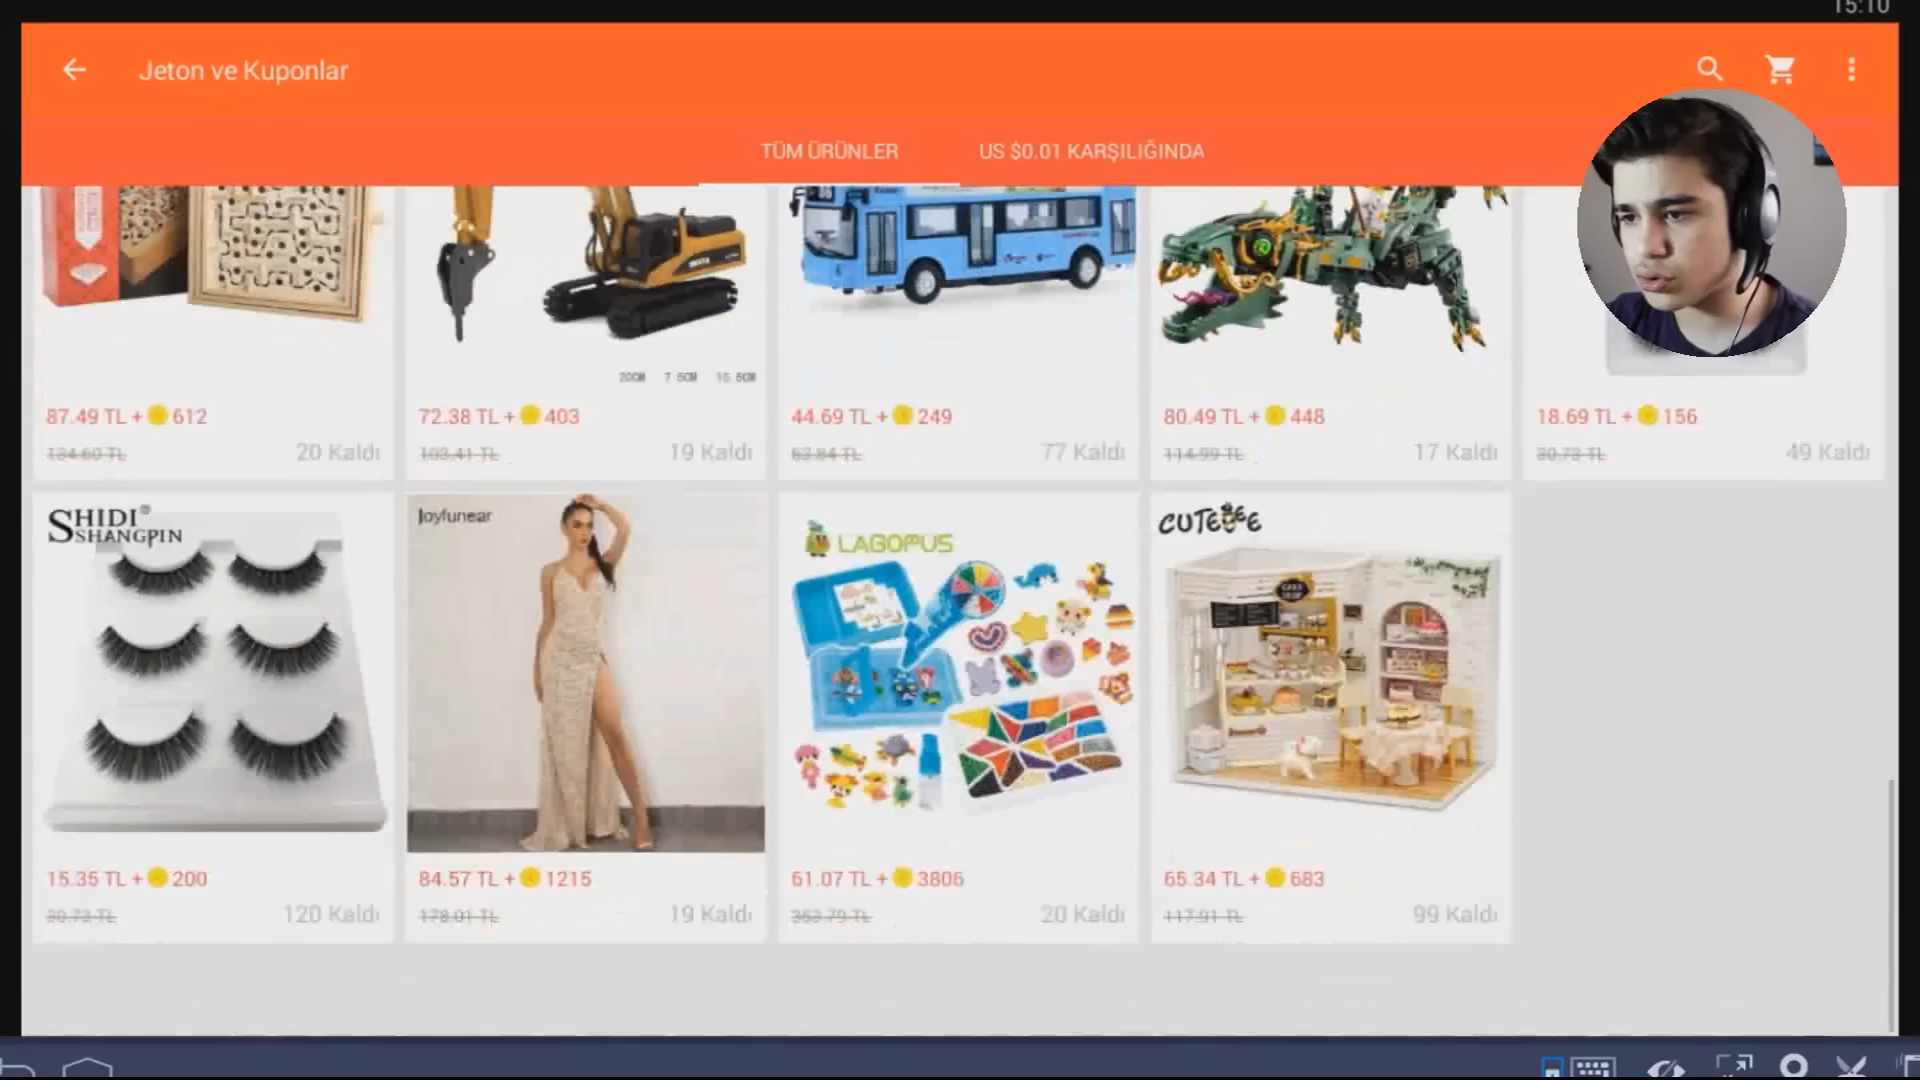 15:10
Jeton ve Kuponlar
TÜM ÜRÜNLER
US $0.01 KARŞILIĞINDA
87.49 TL + 612
134.60 TL
20 Kaldı
72.38 TL + 403
103.41 TL
19 Kaldı
44.69 TL + 249
63.84 TL
77 Kaldı
80.49 TL + 448
114.99 TL
17 Kaldı
18.69 TL + 156
30.73 TL
49 Kaldı
SHIDI®
SHANGPIN
15.35 TL + 200
30.73 TL
120 Kaldı
Joyfunear
84.57 TL + 1215
178.01 TL
19 Kaldı
LAGOPUS
61.07 TL + 3806
363.79 TL
20 Kaldı
CUTEBEE
65.34 TL + 683
117.91 TL
99 Kaldı